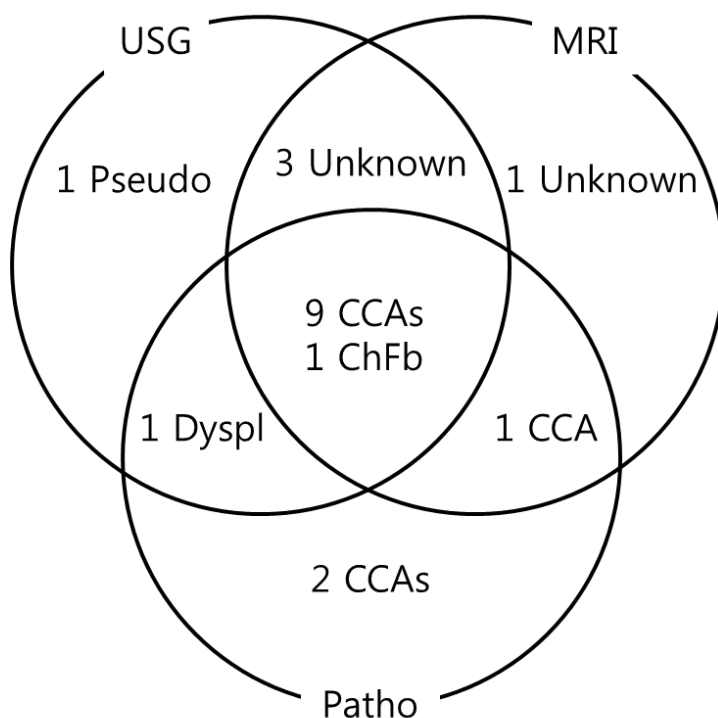 USG
MRI
1 Pseudo
3 Unknown
1 Unknown
9 CCAs
1 ChFb
1 Dyspl
1 CCA
2 CCAs
Patho